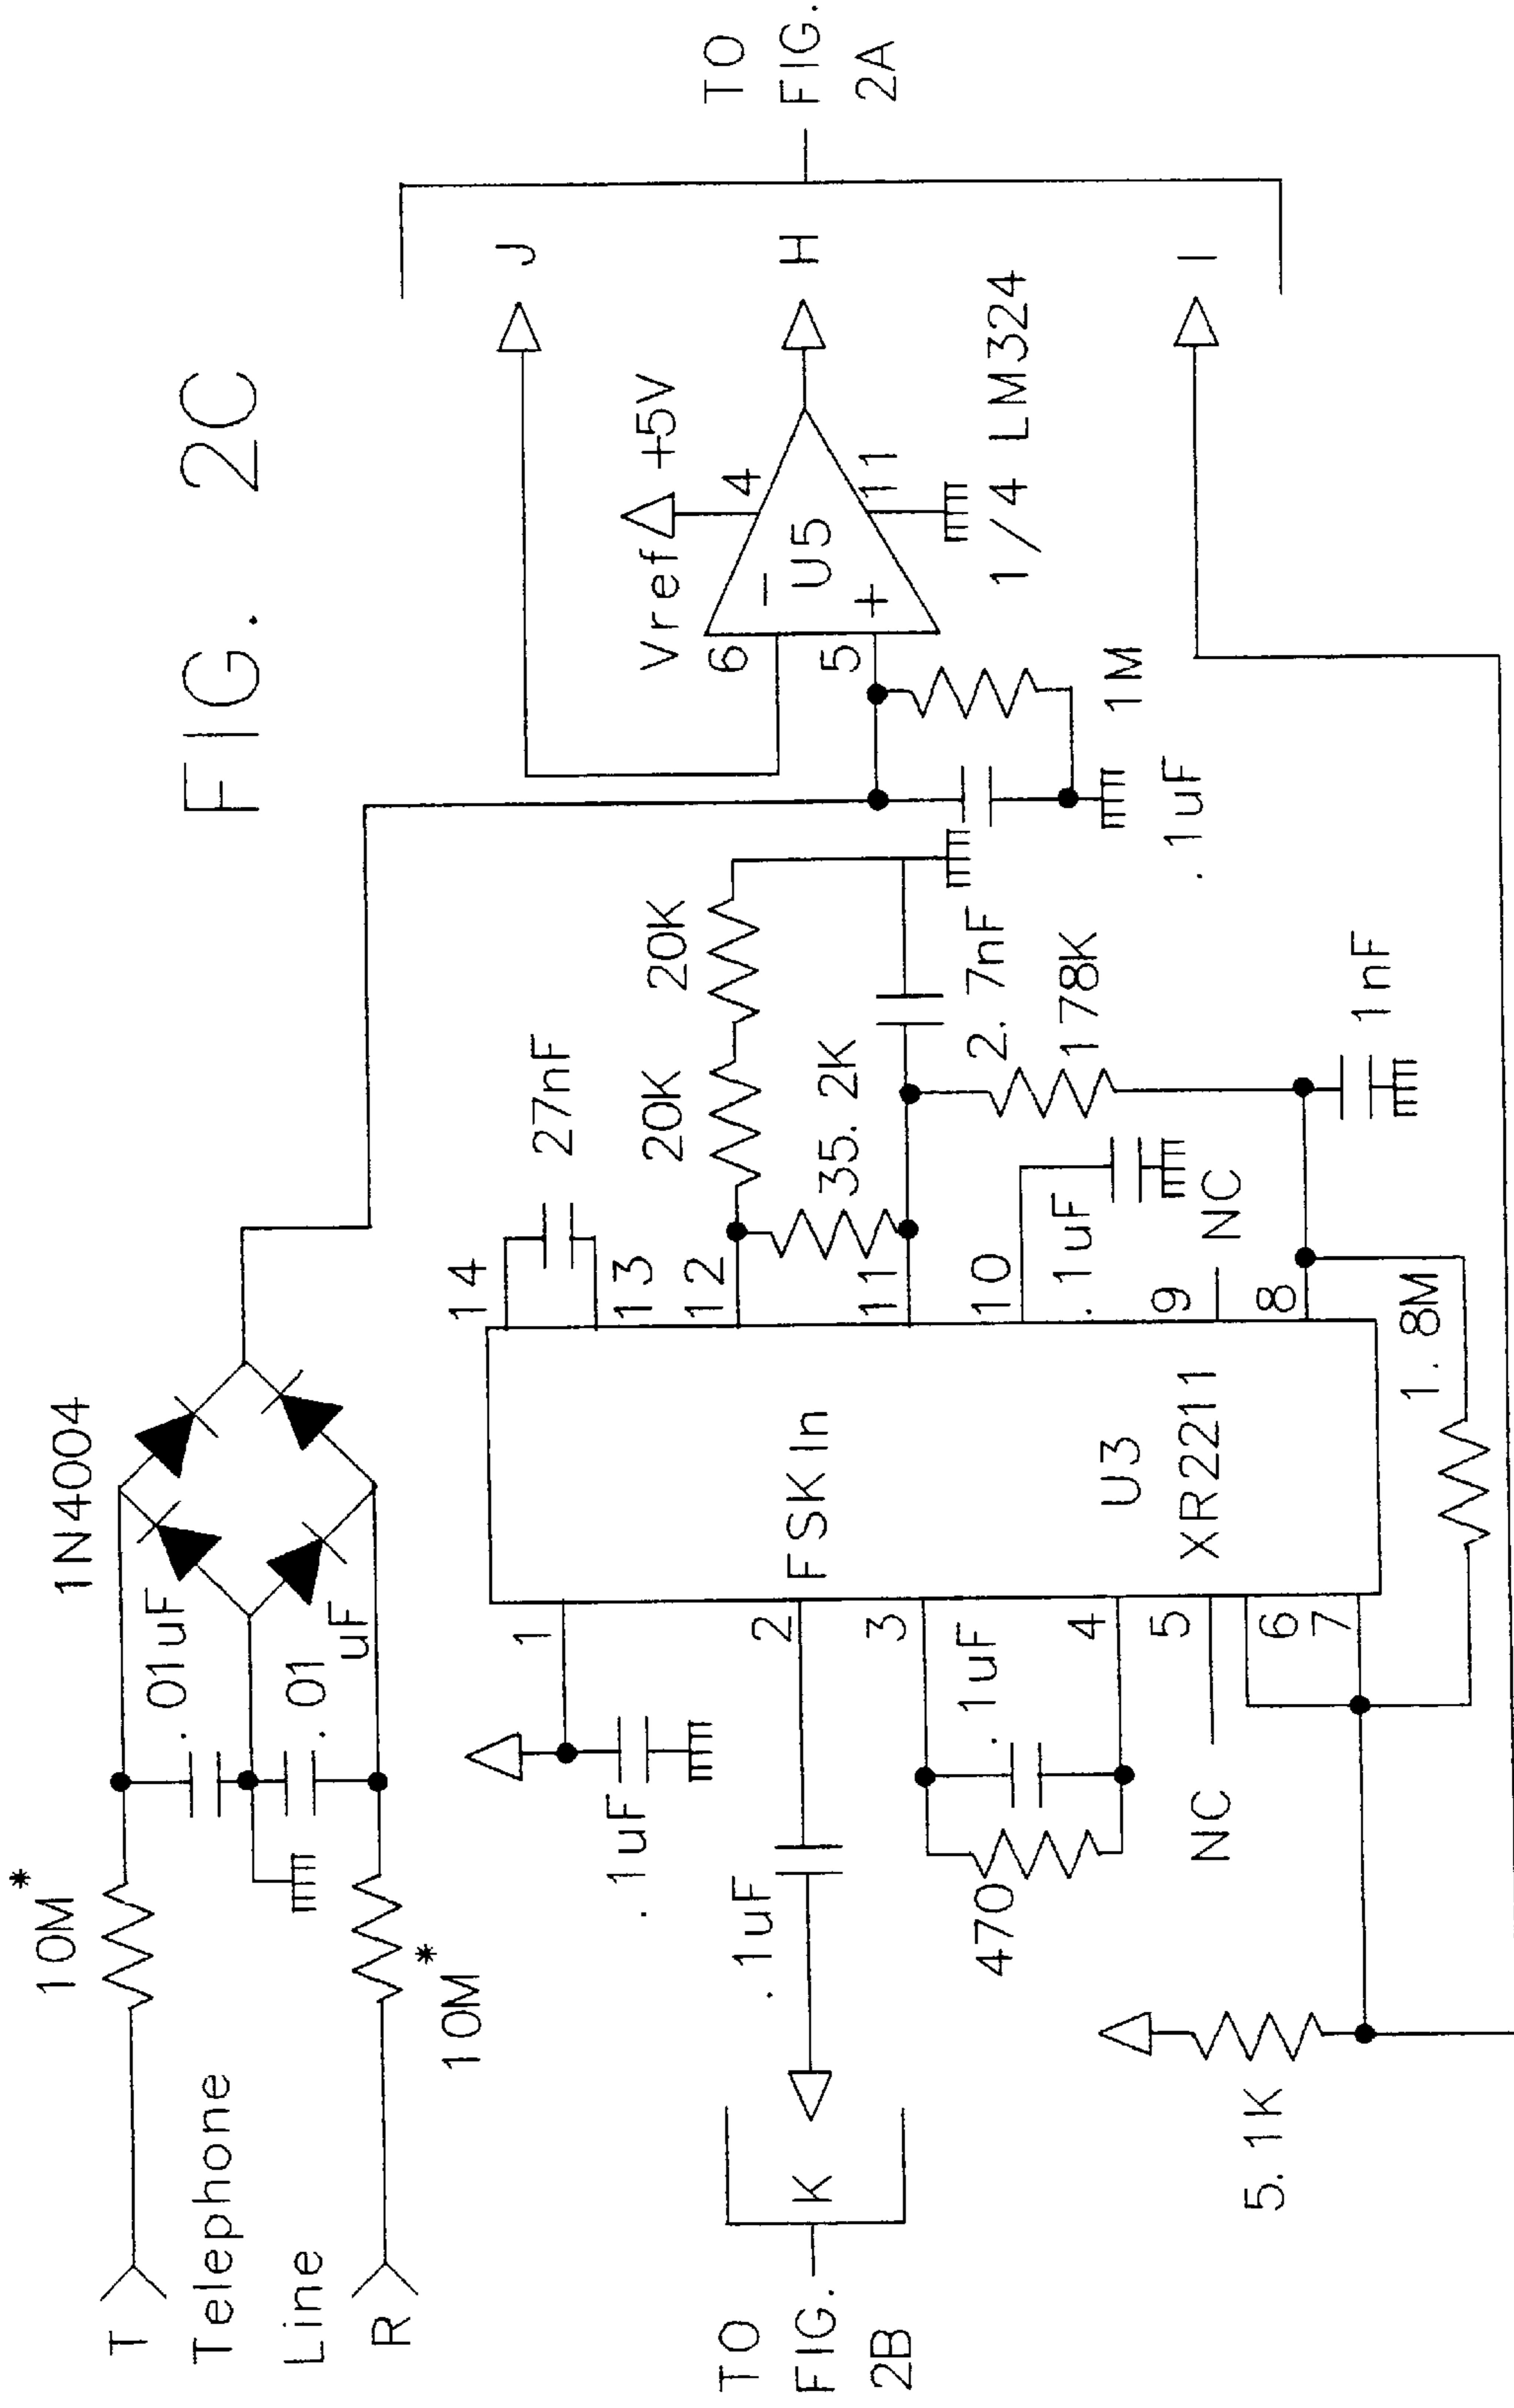 FIG. 2C
10M*
.01uF
1N4004
T
Telephone
Line
R
10M*
.01
uF
TO
FIG.
2B
K
.1uF
.1uF
470
.1uF
NC
5.1K
1
2
3
4
5
6
7
FSKIn
U3
XR2211
14
13
12
11
10
9
8
27nF
20K
20K
35.2K
2.7nF
178K
.1uF
NC
1nF
1.8M
Vref
+5V
6
4
U5
5
11
1/4 LM324
1M
.1uF
J
H
I
TO
FIG.
2A